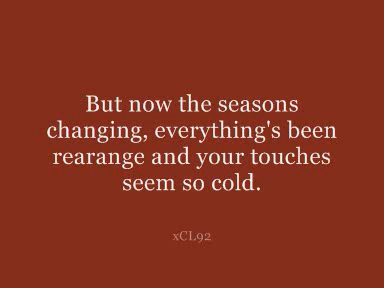 But now the seasons
changing, everything's been
rearange and your touches
seem so cold.
xCL92